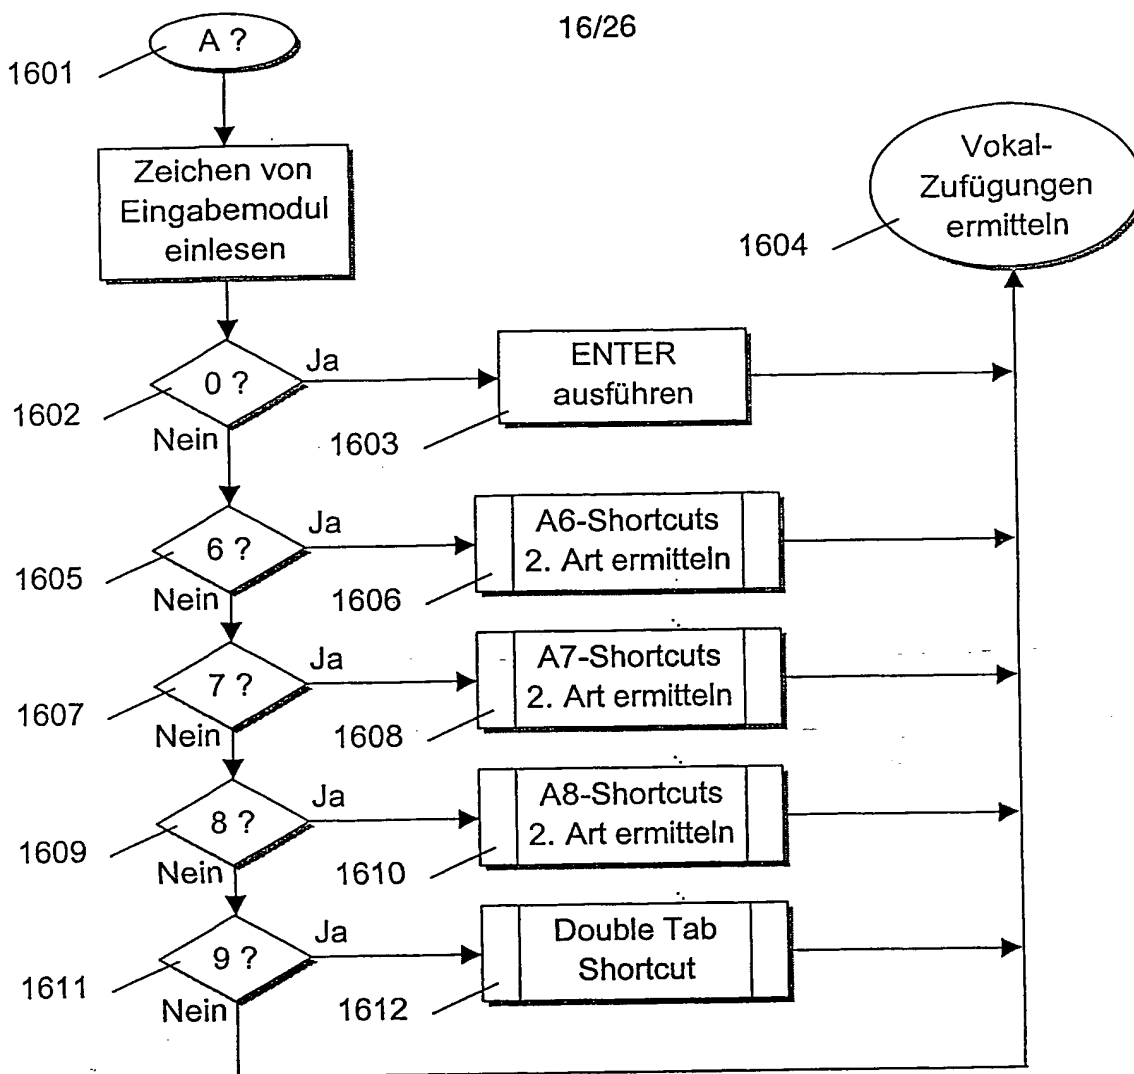 16/26
A ?
1601
Zeichen von
Eingabemodul
einlesen
Vokal-
Zufügungen
ermitteln
1604
0 ?
Ja
Nein
1602
ENTER
ausführen
1603
6 ?
Ja
Nein
1605
A6-Shortcuts
2. Art ermitteln
1606
7 ?
Ja
Nein
1607
A7-Shortcuts
2. Art ermitteln
1608
8 ?
Ja
Nein
1609
A8-Shortcuts
2. Art ermitteln
1610
9 ?
Ja
Nein
1611
Double Tab
Shortcut
1612